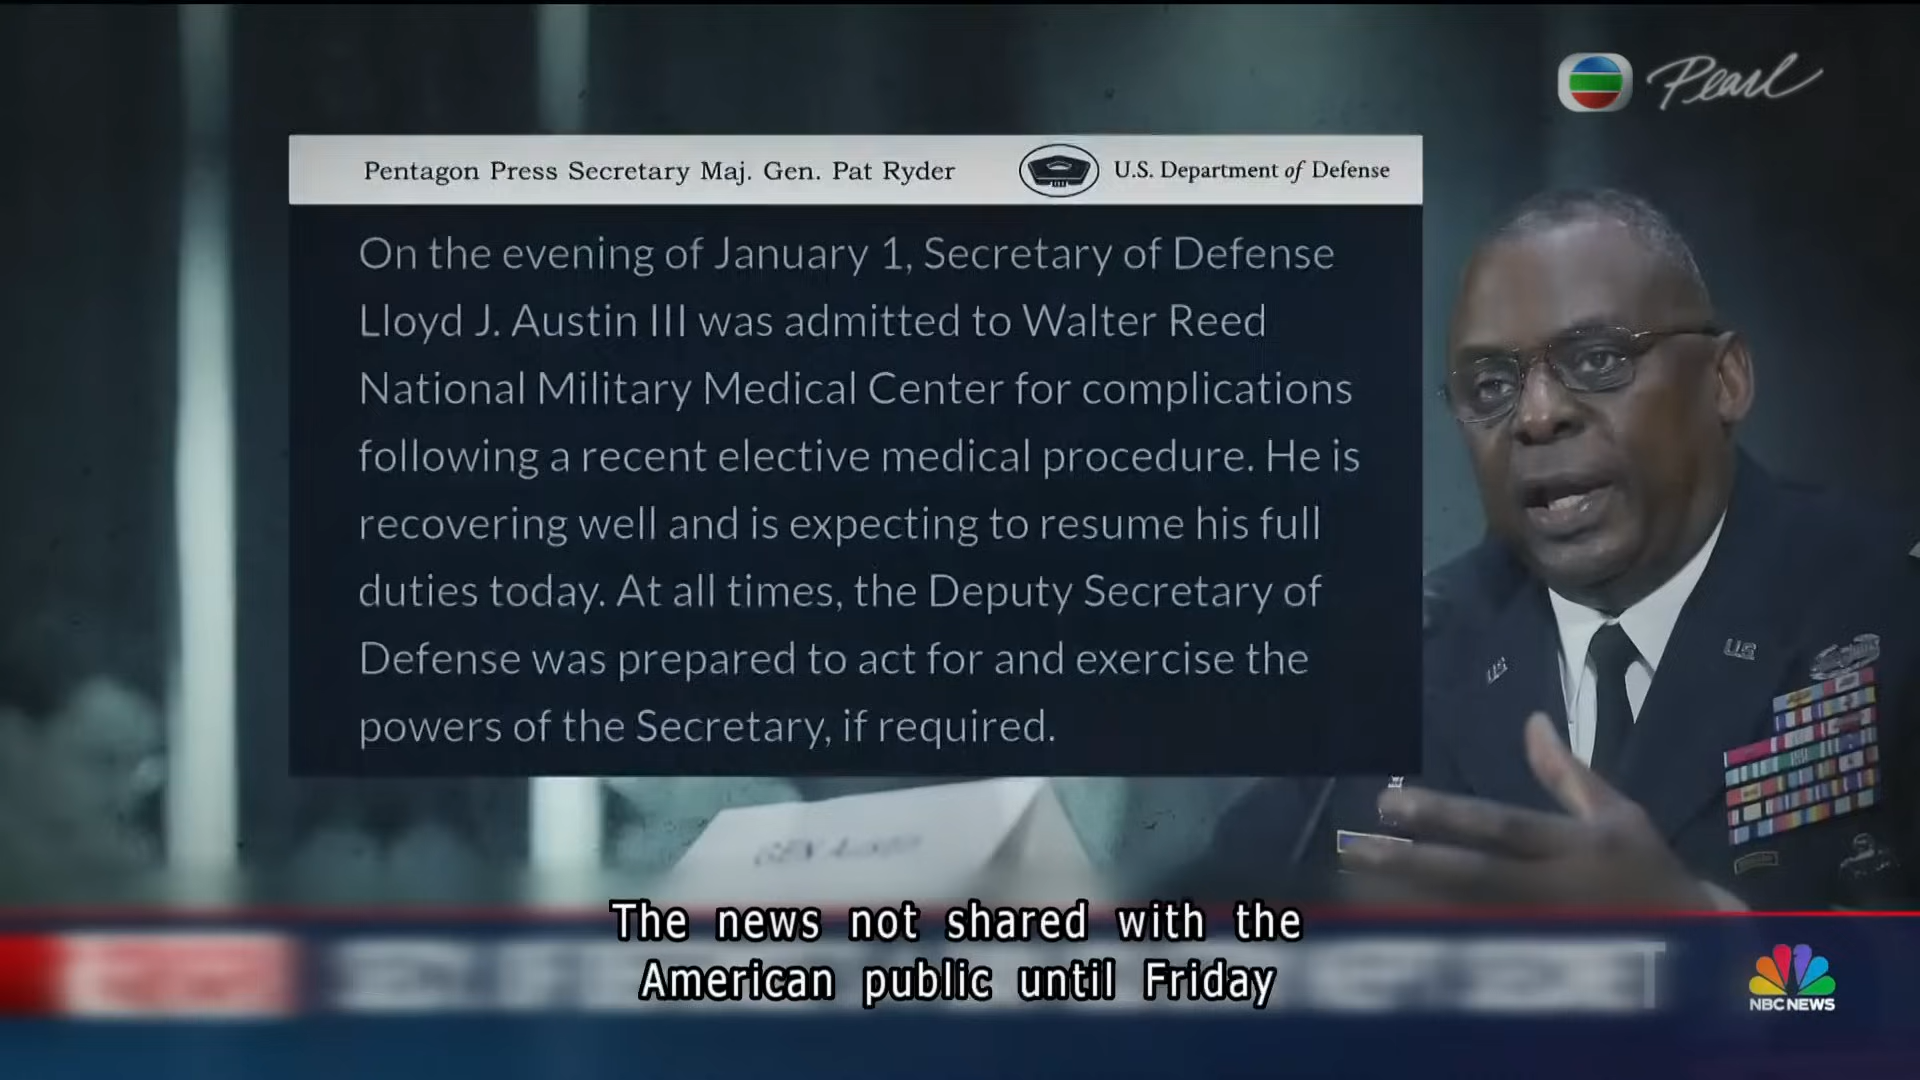 Pearl
Pentagon Press Secretary Maj. Gen. Pat Ryder
U.S. Department of Defense
On the evening of January 1, Secretary of Defense
Lloyd J. Austin III was admitted to Walter Reed
National Military Medical Center for complications
following a recent elective medical procedure. He is
recovering well and is expecting to resume his full
duties today. At all times, the Deputy Secretary of
Defense was prepared to act for and exercise the
powers of the Secretary, if required.
U.S
U.S
GEN Austin
The news not shared with the
American public until Friday
NBC NEWS